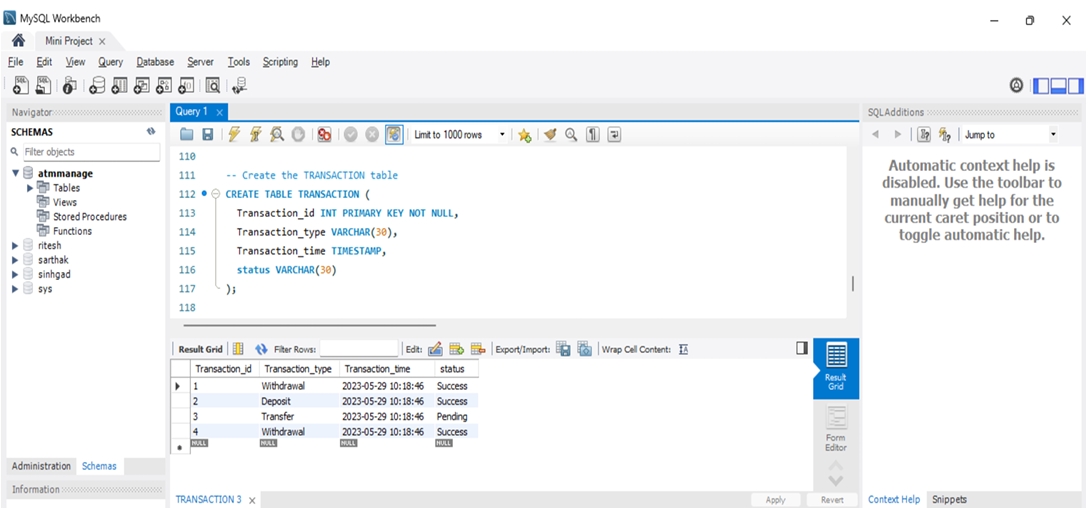 MySQL Workbench
Mini Project
File Edit View Query Database Server Tools Scripting Help
Navigator
SCHEMAS
Filter objects
atmmanage
Tables
Views
Stored Procedures
Functions
ritesh
sarthak
sinhgad
sys
Administration Schemas
Information
Query 1
Limit to 1000 rows
110
111 -- Create the TRANSACTION table
112 CREATE TABLE TRANSACTION (
113 Transaction_id INT PRIMARY KEY NOT NULL,
114 Transaction_type VARCHAR(30),
115 Transaction_time TIMESTAMP,
116 status VARCHAR(30)
117 );
118
Result Grid Filter Rows: Edit: Export/Import: Wrap Cell Content:
Transaction_id Transaction_type Transaction_time status
1 Withdrawal 2023-05-29 10:18:46 Success
2 Deposit 2023-05-29 10:18:46 Success
3 Transfer 2023-05-29 10:18:46 Pending
4 Withdrawal 2023-05-29 10:18:46 Success
NULL NULL NULL NULL
Result
Grid
Form
Editor
TRANSACTION 3
Apply Revert
SQLAdditions
Jump to
Automatic context help is
disabled. Use the toolbar to
manually get help for the
current caret position or to
toggle automatic help.
Context Help Snippets